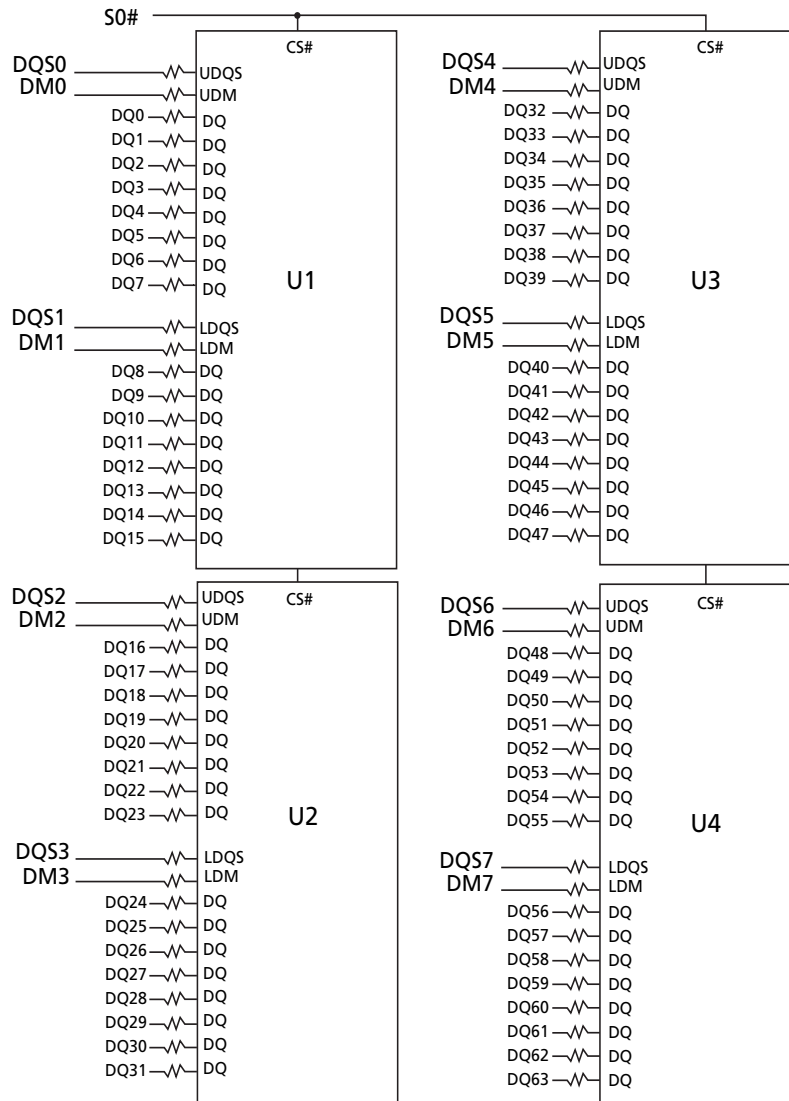 S0#
CS#
DQS0 UDQS
DM0 UDM
DQ0 DQ
DQ1 DQ
DQ2 DQ
DQ3 DQ
DQ4 DQ
DQ5 DQ
DQ6 DQ
DQ7 DQ
U1
DQS1 LDQS
DM1 LDM
DQ8 DQ
DQ9 DQ
DQ10 DQ
DQ11 DQ
DQ12 DQ
DQ13 DQ
DQ14 DQ
DQ15 DQ
CS#
DQS2 UDQS
DM2 UDM
DQ16 DQ
DQ17 DQ
DQ18 DQ
DQ19 DQ
DQ20 DQ
DQ21 DQ
DQ22 DQ
DQ23 DQ
U2
DQS3 LDQS
DM3 LDM
DQ24 DQ
DQ25 DQ
DQ26 DQ
DQ27 DQ
DQ28 DQ
DQ29 DQ
DQ30 DQ
DQ31 DQ
CS#
DQS4 UDQS
DM4 UDM
DQ32 DQ
DQ33 DQ
DQ34 DQ
DQ35 DQ
DQ36 DQ
DQ37 DQ
DQ38 DQ
DQ39 DQ
U3
DQS5 LDQS
DM5 LDM
DQ40 DQ
DQ41 DQ
DQ42 DQ
DQ43 DQ
DQ44 DQ
DQ45 DQ
DQ46 DQ
DQ47 DQ
CS#
DQS6 UDQS
DM6 UDM
DQ48 DQ
DQ49 DQ
DQ50 DQ
DQ51 DQ
DQ52 DQ
DQ53 DQ
DQ54 DQ
DQ55 DQ
U4
DQS7 LDQS
DM7 LDM
DQ56 DQ
DQ57 DQ
DQ58 DQ
DQ59 DQ
DQ60 DQ
DQ61 DQ
DQ62 DQ
DQ63 DQ